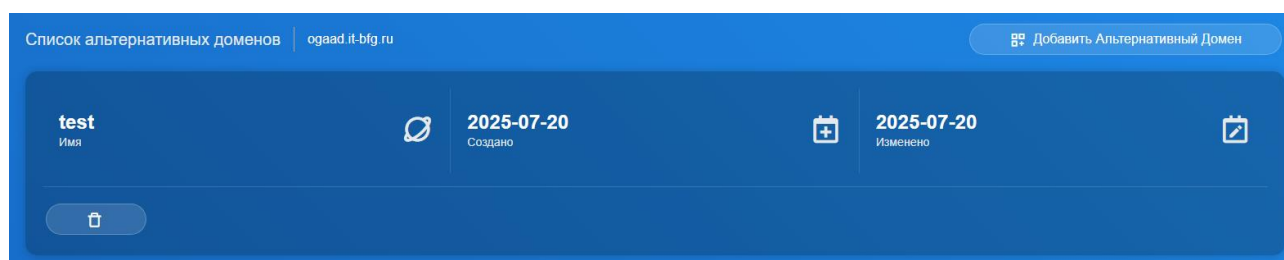 Список альтернативных доменов ogaad.it-bfg.ru Добавить Альтернативный Домен
test 2025-07-20 2025-07-20
Имя Создано Изменено